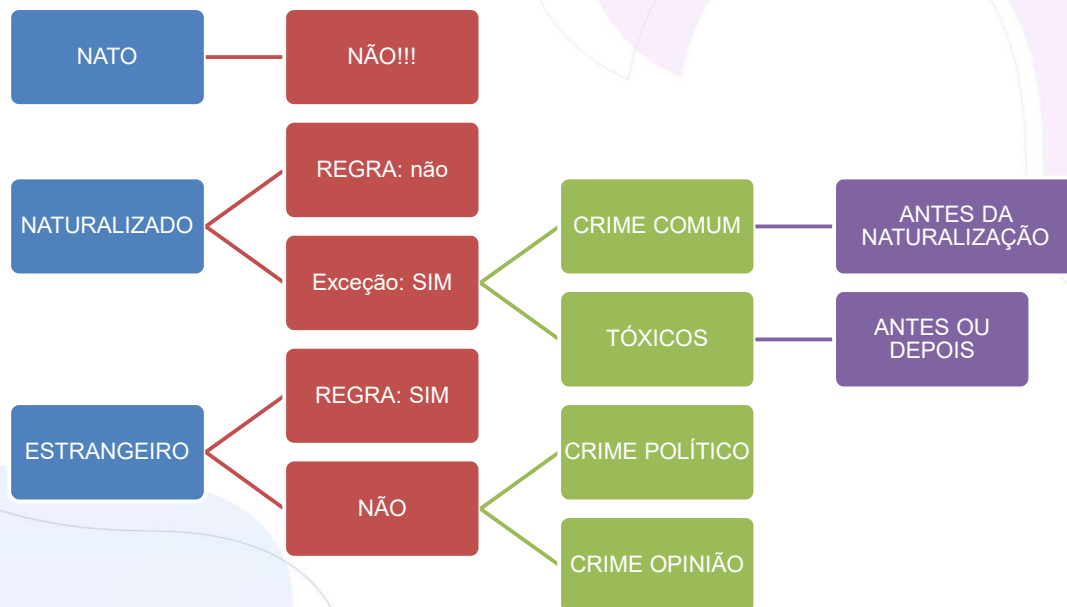 NATO
NÃO!!!
NATURALIZADO
REGRA: não
Exceção: SIM
CRIME COMUM
ANTES DA
NATURALIZAÇÃO
TÓXICOS
ANTES OU
DEPOIS
ESTRANGEIRO
REGRA: SIM
NÃO
CRIME POLÍTICO
CRIME OPINIÃO